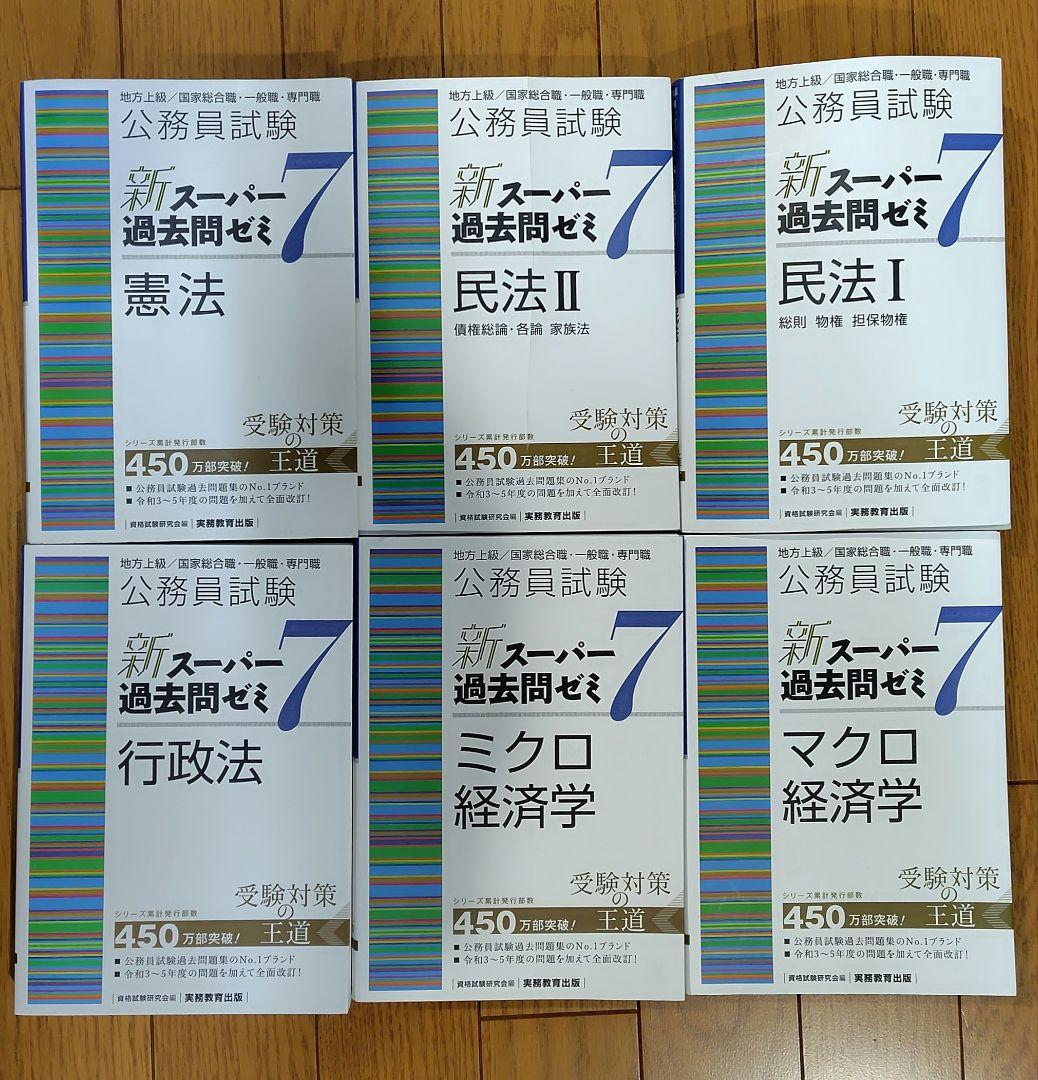 地方上級／国家総合職・一般職・専門職
公務員試験
新スーパー
過去問ゼミ7
憲法
受験対策
の
王道
シリーズ累計発行部数
450万部突破!
■ 公務員試験過去問題集のNo.1ブランド
■ 令和3～5年度の問題を加えて全面改訂!
|資格試験研究会編|実務教育出版|
地方上級／国家総合職・一般職・専門職
公務員試験
新スーパー
過去問ゼミ7
民法Ⅱ
債権総論・各論 家族法
受験対策
の
王道
シリーズ累計発行部数
450万部突破!
■ 公務員試験過去問題集のNo.1ブランド
■ 令和3～5年度の問題を加えて全面改訂!
|資格試験研究会編|実務教育出版|
地方上級／国家総合職・一般職・専門職
公務員試験
新スーパー
過去問ゼミ7
民法Ⅰ
総則 物権 担保物権
受験対策
の
王道
シリーズ累計発行部数
450万部突破!
■ 公務員試験過去問題集のNo.1ブランド
■ 令和3～5年度の問題を加えて全面改訂!
|資格試験研究会編|実務教育出版|
地方上級／国家総合職・一般職・専門職
公務員試験
新スーパー
過去問ゼミ7
行政法
受験対策
の
王道
シリーズ累計発行部数
450万部突破!
■ 公務員試験過去問題集のNo.1ブランド
■ 令和3～5年度の問題を加えて全面改訂!
|資格試験研究会編|実務教育出版|
地方上級／国家総合職・一般職・専門職
公務員試験
新スーパー
過去問ゼミ7
ミクロ
経済学
受験対策
の
王道
シリーズ累計発行部数
450万部突破!
■ 公務員試験過去問題集のNo.1ブランド
■ 令和3～5年度の問題を加えて全面改訂!
|資格試験研究会編|実務教育出版|
地方上級／国家総合職・一般職・専門職
公務員試験
新スーパー
過去問ゼミ7
マクロ
経済学
受験対策
の
王道
シリーズ累計発行部数
450万部突破!
■ 公務員試験過去問題集のNo.1ブランド
■ 令和3～5年度の問題を加えて全面改訂!
|資格試験研究会編|実務教育出版|